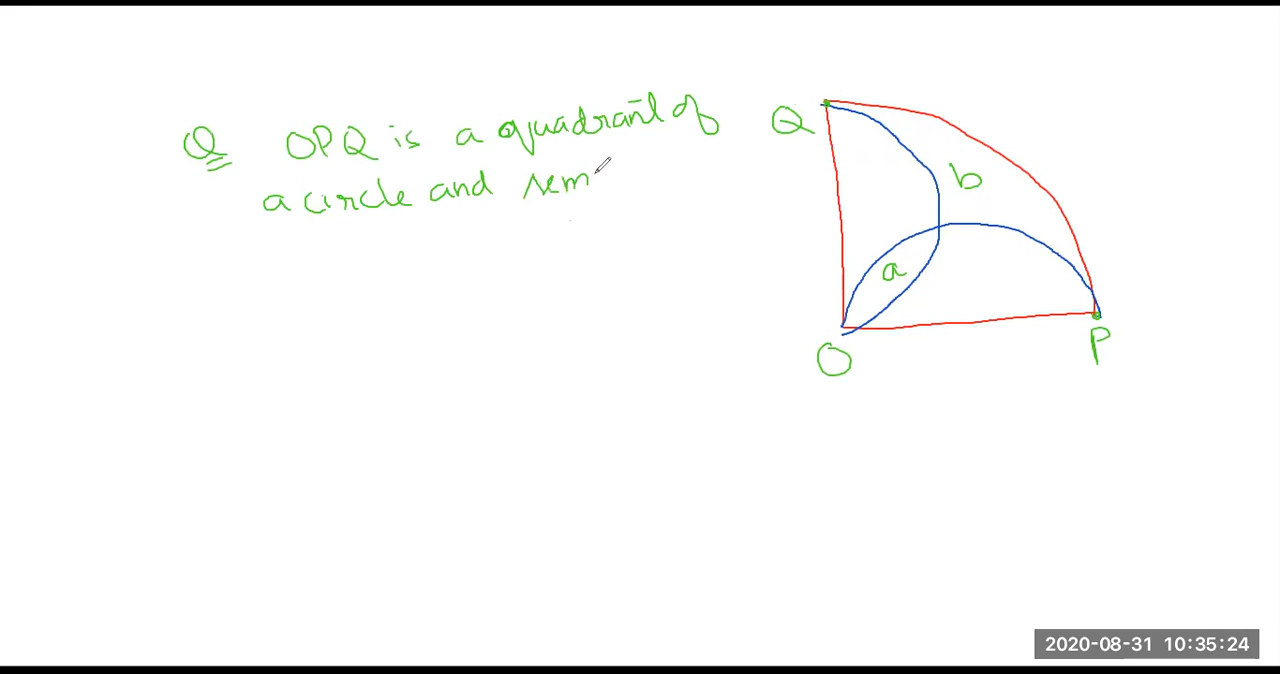 Q OPQ is a quadrant of
a circle and sem
Q
b
a
O
P
2020-08-31 10:35:24